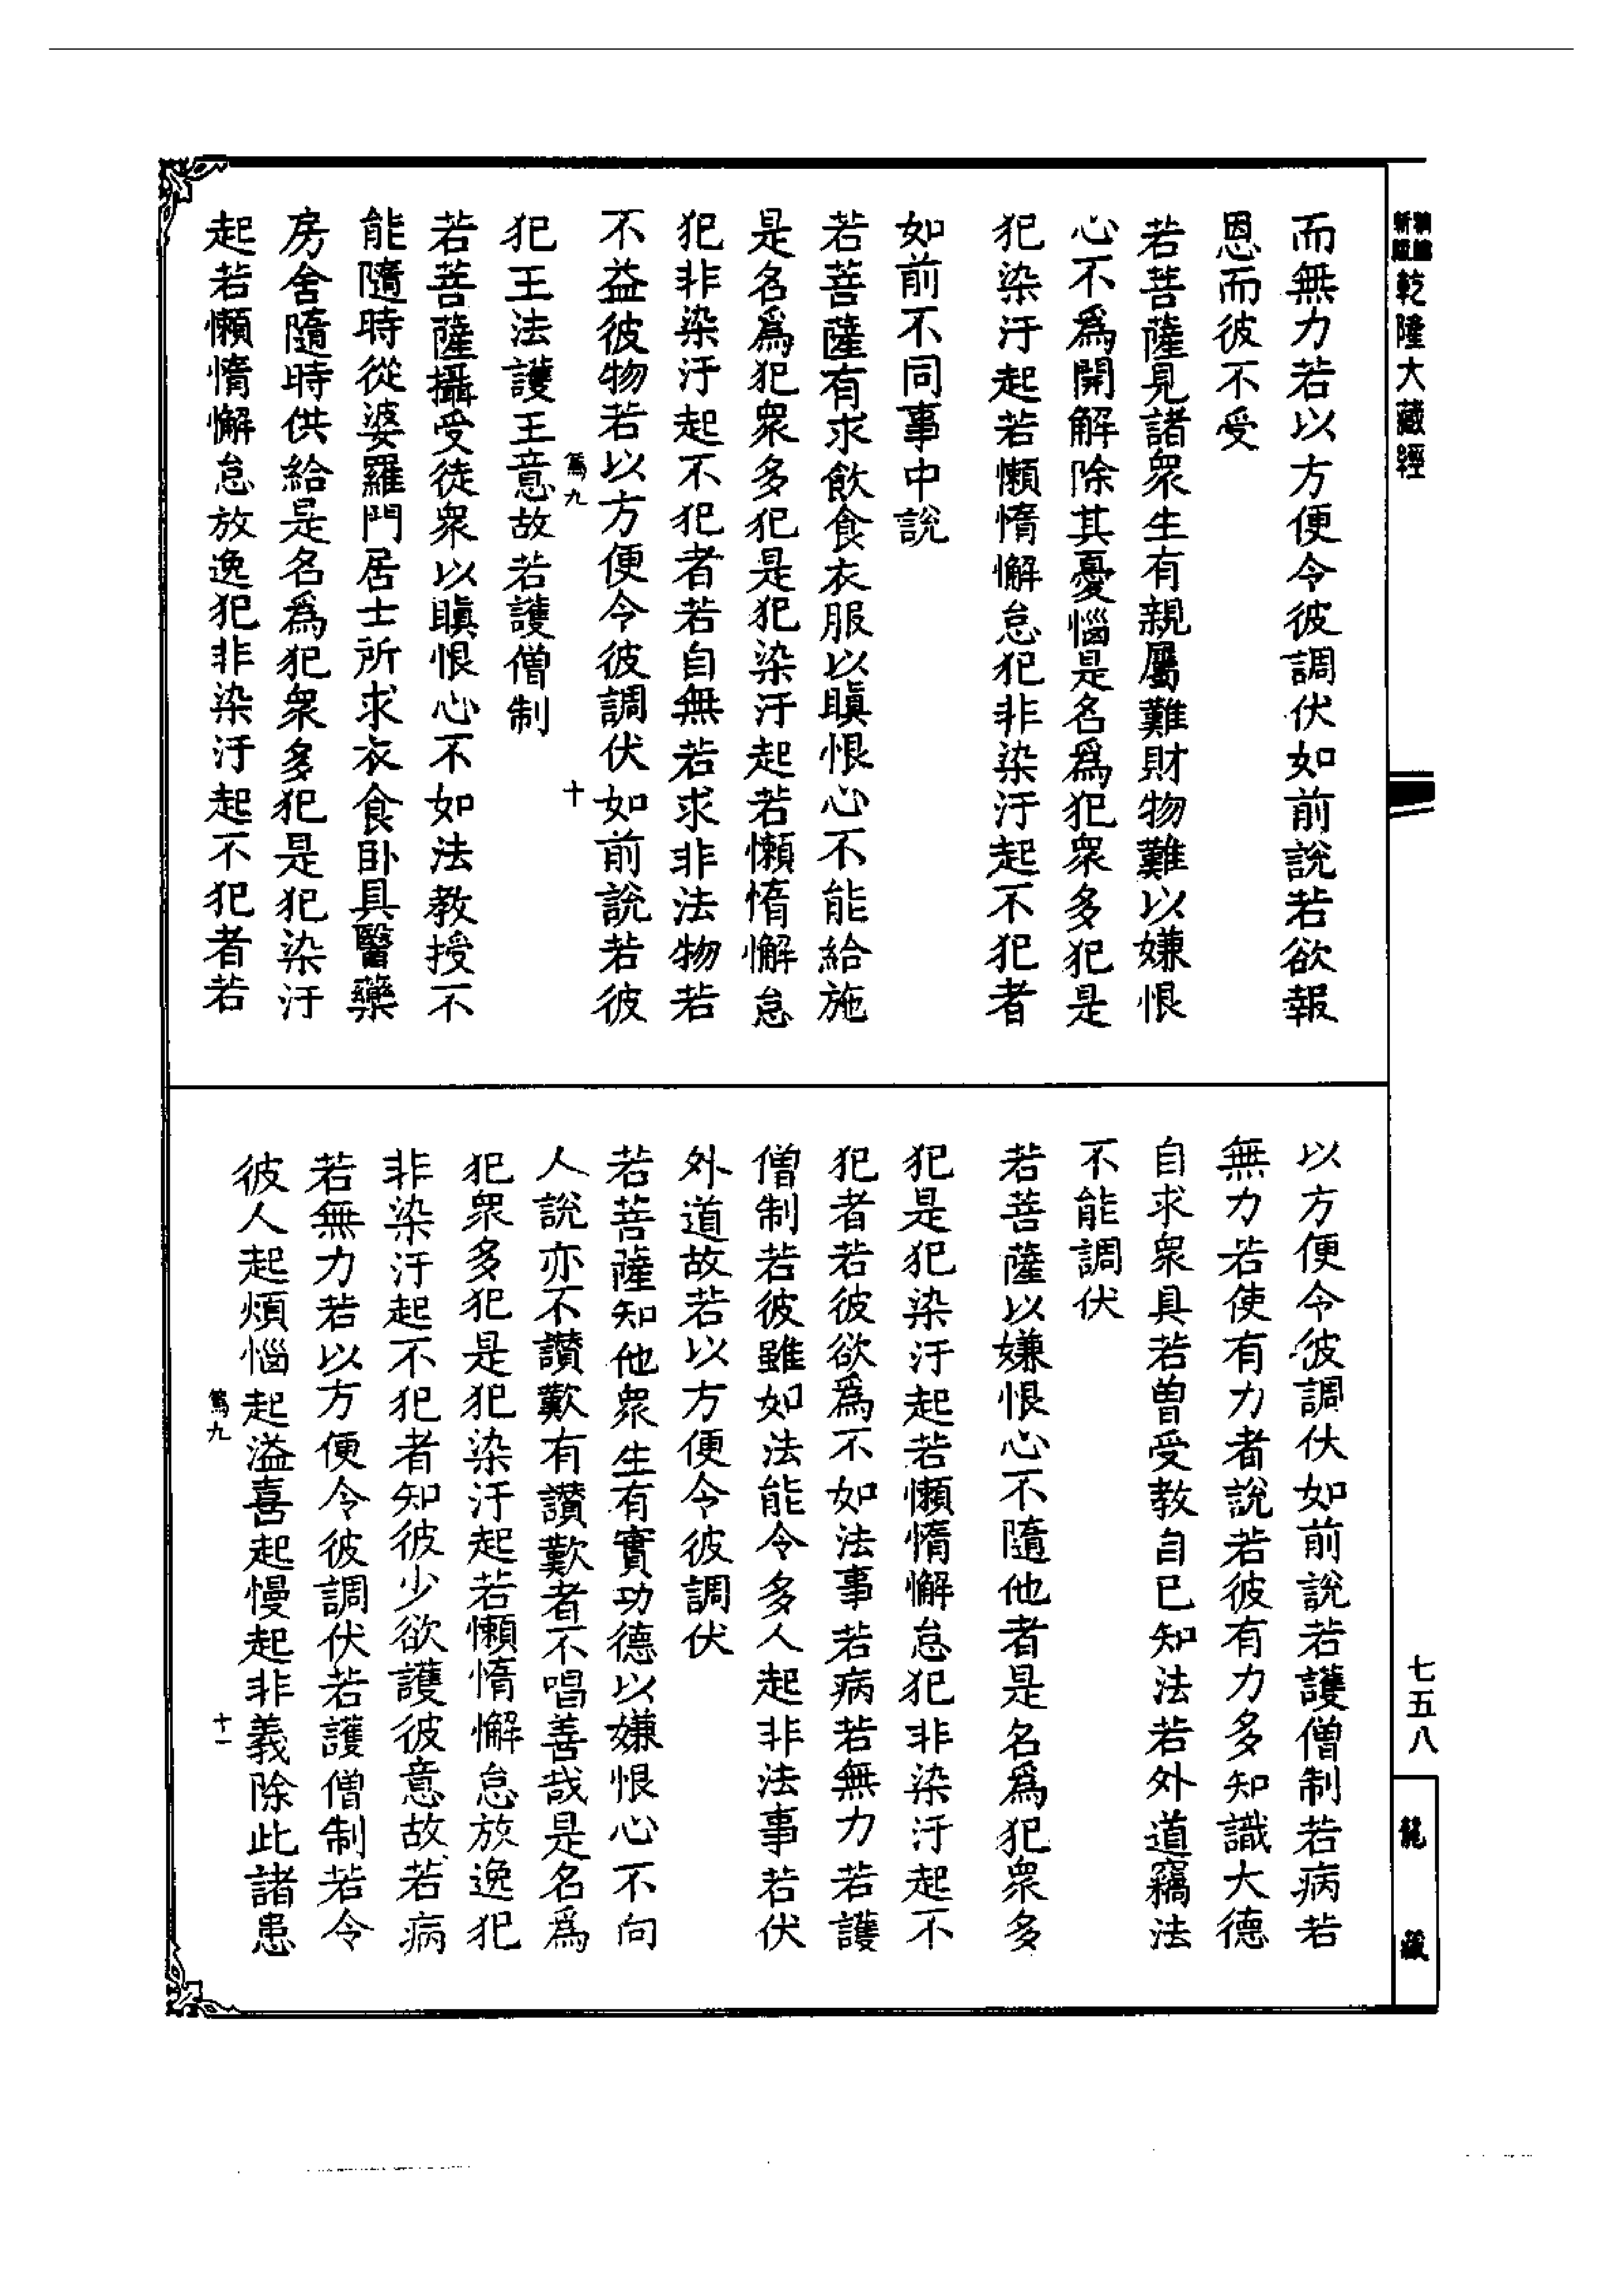 新編縮版
乾隆大藏經
而無力若以方便令彼調伏如前說若欲報
恩而彼不受
若菩薩見諸衆生有親屬難財物難以嫌恨
心不爲開解除其憂惱是名爲犯衆多犯是
犯染汙起若懶惰懈怠犯非染汙起不犯者
如前不同事中說
若菩薩有求飲食衣服以瞋恨心不能給施
是名爲犯衆多犯是犯染汙起若懶惰懈怠
犯非染汙起不犯者若自無若求非法物若
不益彼物若以方便令彼調伏如前說若彼
篤九
十
犯王法護王意故若護僧制
若菩薩攝受徒衆以瞋恨心不如法教授不
能隨時從婆羅門居士所求衣食卧具醫藥
房舍隨時供給是名爲犯衆多犯是犯染汙
起若懶惰懈怠放逸犯非染汙起不犯者若
以方便令彼調伏如前說若護僧制若病若
無力若使有力者說若彼有力多知識大德
自求衆具若曾受教自已知法若外道竊法
不能調伏
若菩薩以嫌恨心不隨他者是名爲犯衆多
犯是犯染汙起若懶惰懈怠犯非染汙起不
犯者若彼欲爲不如法事若病若無力若護
僧制若彼雖如法能令多人起非法事若伏
外道故若以方便令彼調伏
若菩薩知他衆生有實功德以嫌恨心不向
人說亦不讚歎有讚歎者不唱善哉是名爲
犯衆多犯是犯染汙起若懶惰懈怠放逸犯
非染汙起不犯者知彼少欲護彼意故若病
若無力若以方便令彼調伏若護僧制若令
彼人起煩惱起溢喜起慢起非義除此諸患
篤九
十一
七五八
龍藏